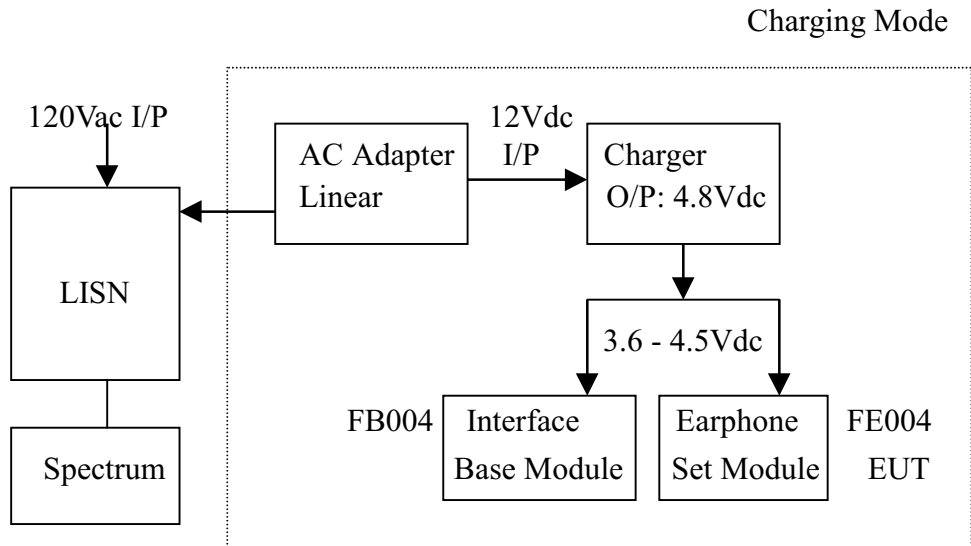 Charging Mode
120Vac I/P
AC Adapter
Linear
12Vdc
I/P
Charger
O/P: 4.8Vdc
LISN
3.6 - 4.5Vdc
FB004
Interface
Base Module
Earphone
Set Module
FE004
EUT
Spectrum